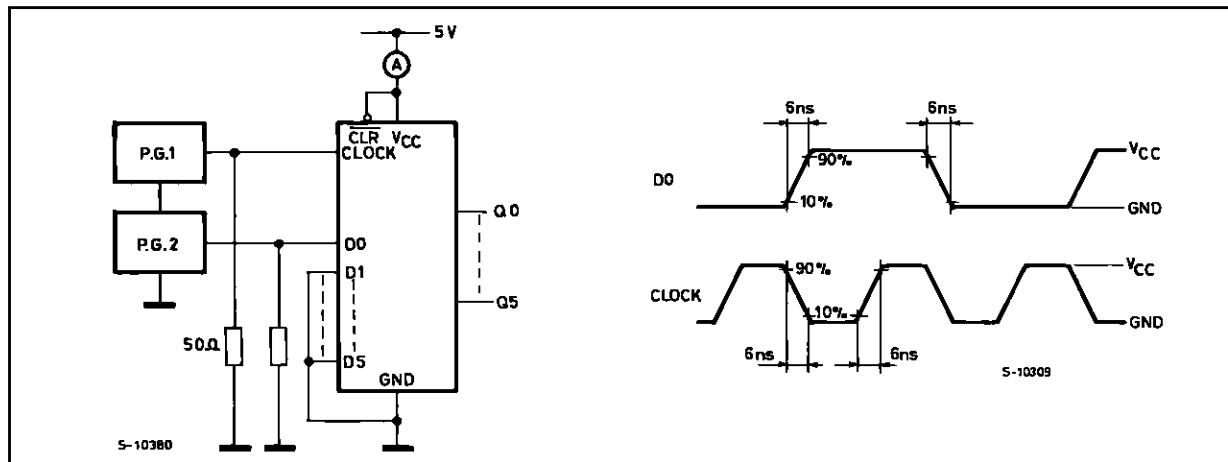 5 V
A
P.G.1
CLR VCC
CLOCK
Q0
P.G.2
D0
D1
Q5
50Ω
D5
GND
S-10380
6ns 6ns
VCC
90%
D0
10%
GND
VCC
90%
CLOCK
10%
GND
6ns 6ns
S-10309